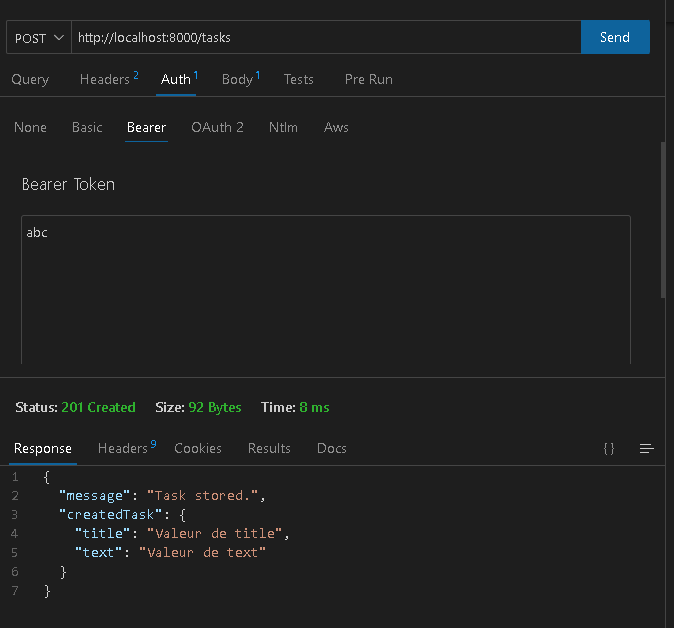 POST http://localhost:8000/tasks Send
Query Headers 2 Auth 1 Body 1 Tests Pre Run
None Basic Bearer OAuth 2 Ntlm Aws
Bearer Token
abc
Status: 201 Created Size: 92 Bytes Time: 8 ms
Response Headers 9 Cookies Results Docs {}
1 {
2 "message": "Task stored.",
3 "createdTask": {
4 "title": "Valeur de title",
5 "text": "Valeur de text"
6 }
7 }